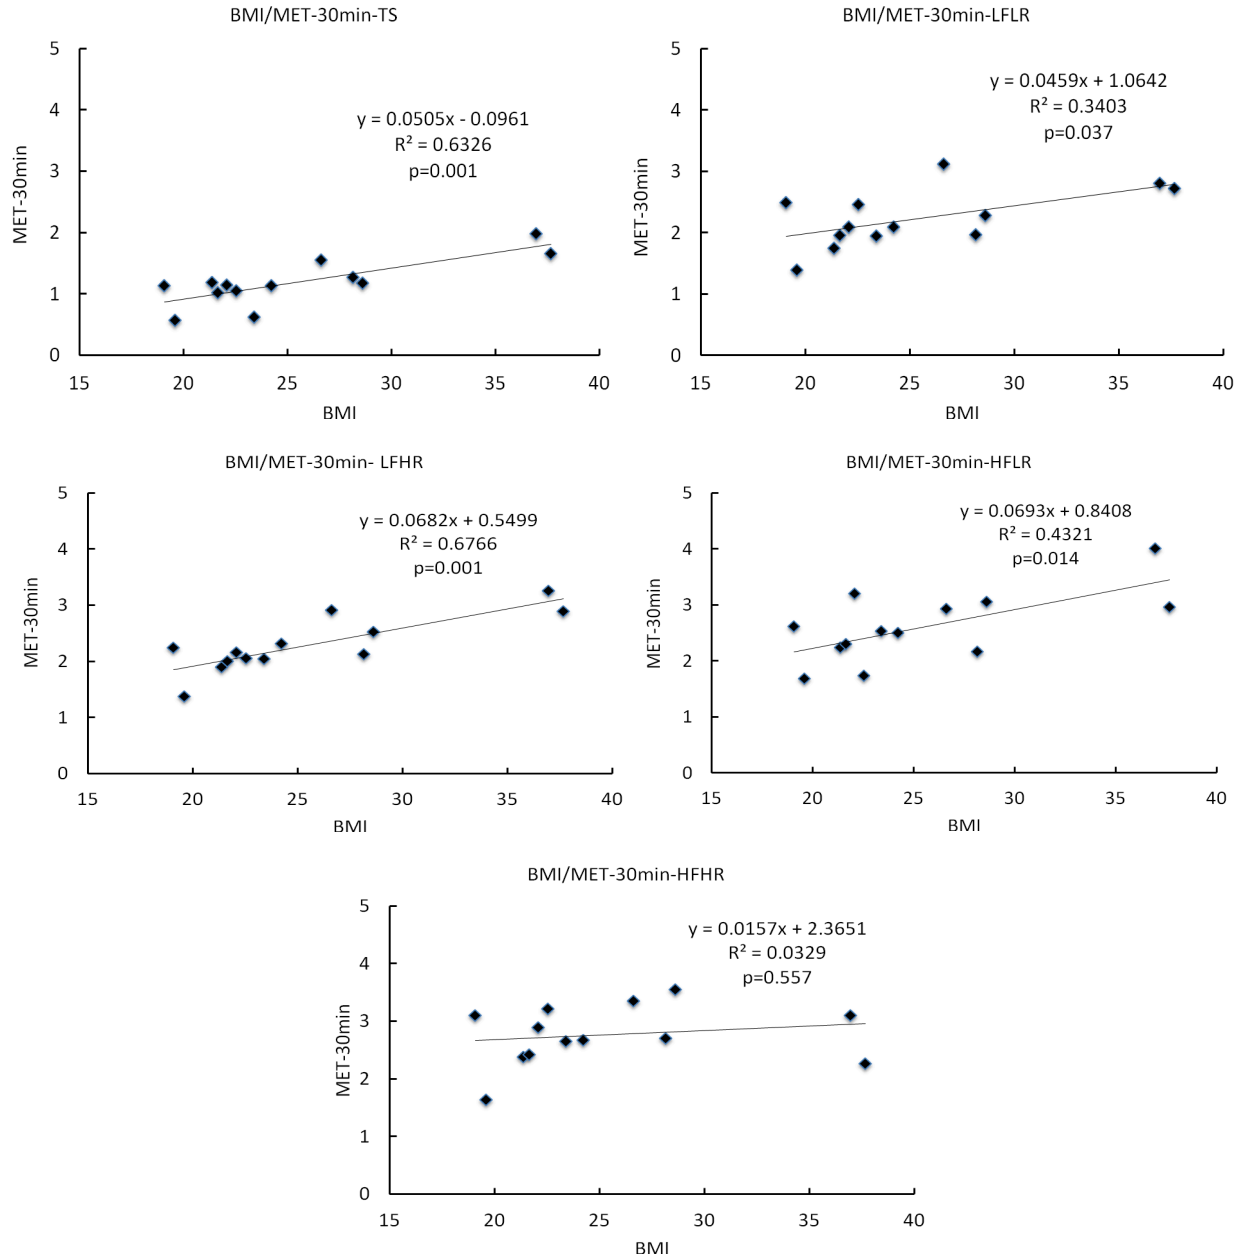 BMI/MET-30min-TS
5
4
3
2
1
0
MET-30min
y = 0.0505x - 0.0961
R² = 0.6326
p=0.001
15 20 25 30 35 40
BMI
BMI/MET-30min-LFLR
5
4
3
2
1
0
MET-30min
y = 0.0459x + 1.0642
R² = 0.3403
p=0.037
15 20 25 30 35 40
BMI
BMI/MET-30min- LFHR
5
4
3
2
1
0
MET-30min
y = 0.0682x + 0.5499
R² = 0.6766
p=0.001
15 20 25 30 35 40
BMI
BMI/MET-30min-HFLR
5
4
3
2
1
0
MET-30min
y = 0.0693x + 0.8408
R² = 0.4321
p=0.014
15 20 25 30 35 40
BMI
BMI/MET-30min-HFHR
5
4
3
2
1
0
MET-30min
y = 0.0157x + 2.3651
R² = 0.0329
p=0.557
15 20 25 30 35 40
BMI